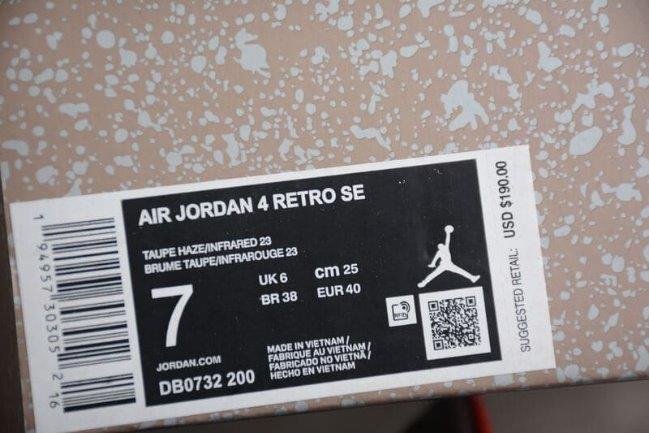 AIR JORDAN 4 RETRO SE
TAUPE HAZE/INFRARED 23
BRUME TAUPE/INFRAROUGE 23
7
UK 6
cm 25
BR 38
EUR 40
JORDAN.COM
DB0732 200
MADE IN VIETNAM /
FABRIQUE AU VIETNAM /
FABRICADO NO VIETNÃ /
HECHO EN VIETNAM
RFID
SUGGESTED RETAIL: USD $190.00
1 94957 30305 2 16